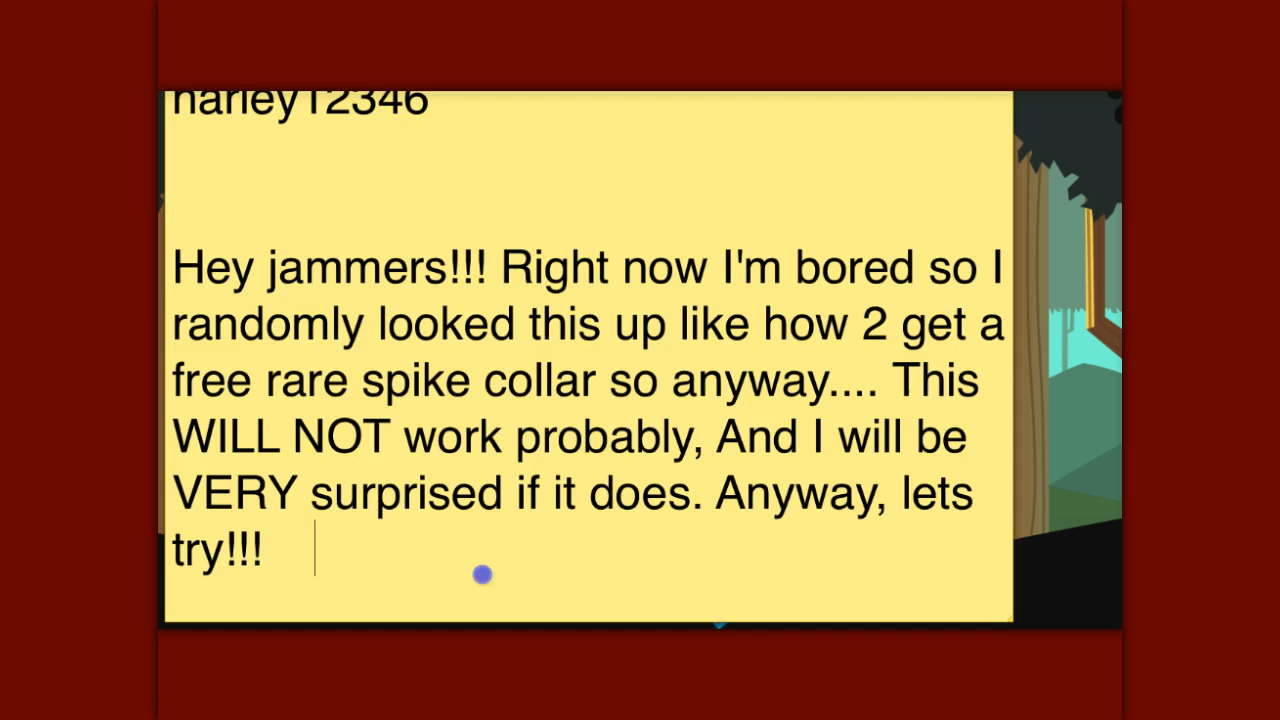 harley12346
Hey jammers!!! Right now I'm bored so I
randomly looked this up like how 2 get a
free rare spike collar so anyway.... This
WILL NOT work probably, And I will be
VERY surprised if it does. Anyway, lets
try!!!